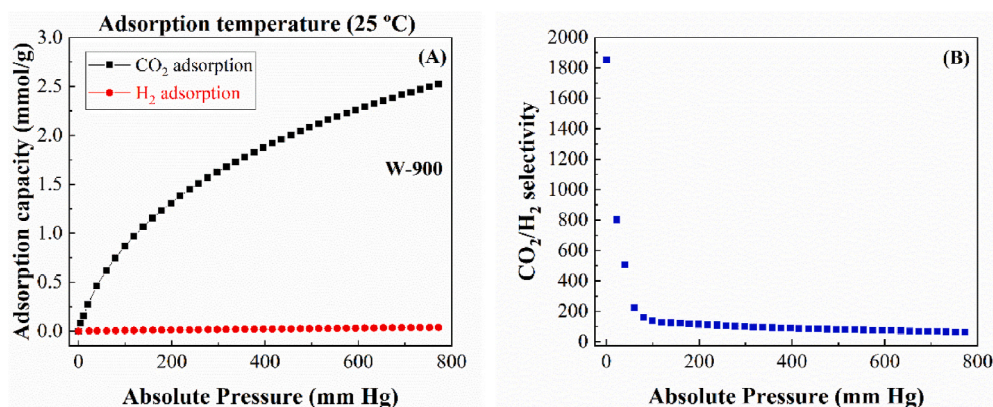 Adsorption temperature (25 ºC)
Adsorption capacity (mmol/g)
3.0
2.5
2.0
1.5
1.0
0.5
0.0
CO₂ adsorption
H₂ adsorption
(A)
W-900
0
200
400
600
800
Absolute Pressure (mm Hg)
CO₂/H₂ selectivity
2000
1800
1600
1400
1200
1000
800
600
400
200
0
(B)
0
200
400
600
800
Absolute Pressure (mm Hg)